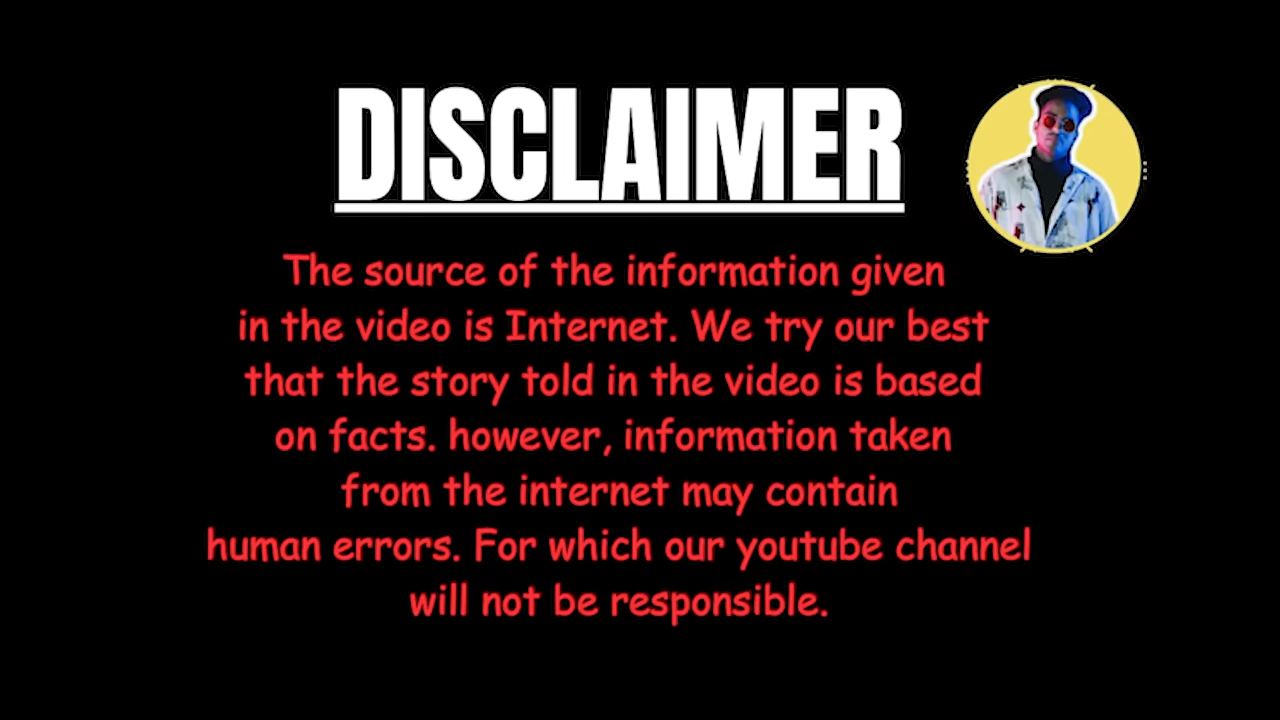 DISCLAIMER
The source of the information given
in the video is Internet. We try our best
that the story told in the video is based
on facts. however, information taken
from the internet may contain
human errors. For which our youtube channel
will not be responsible.